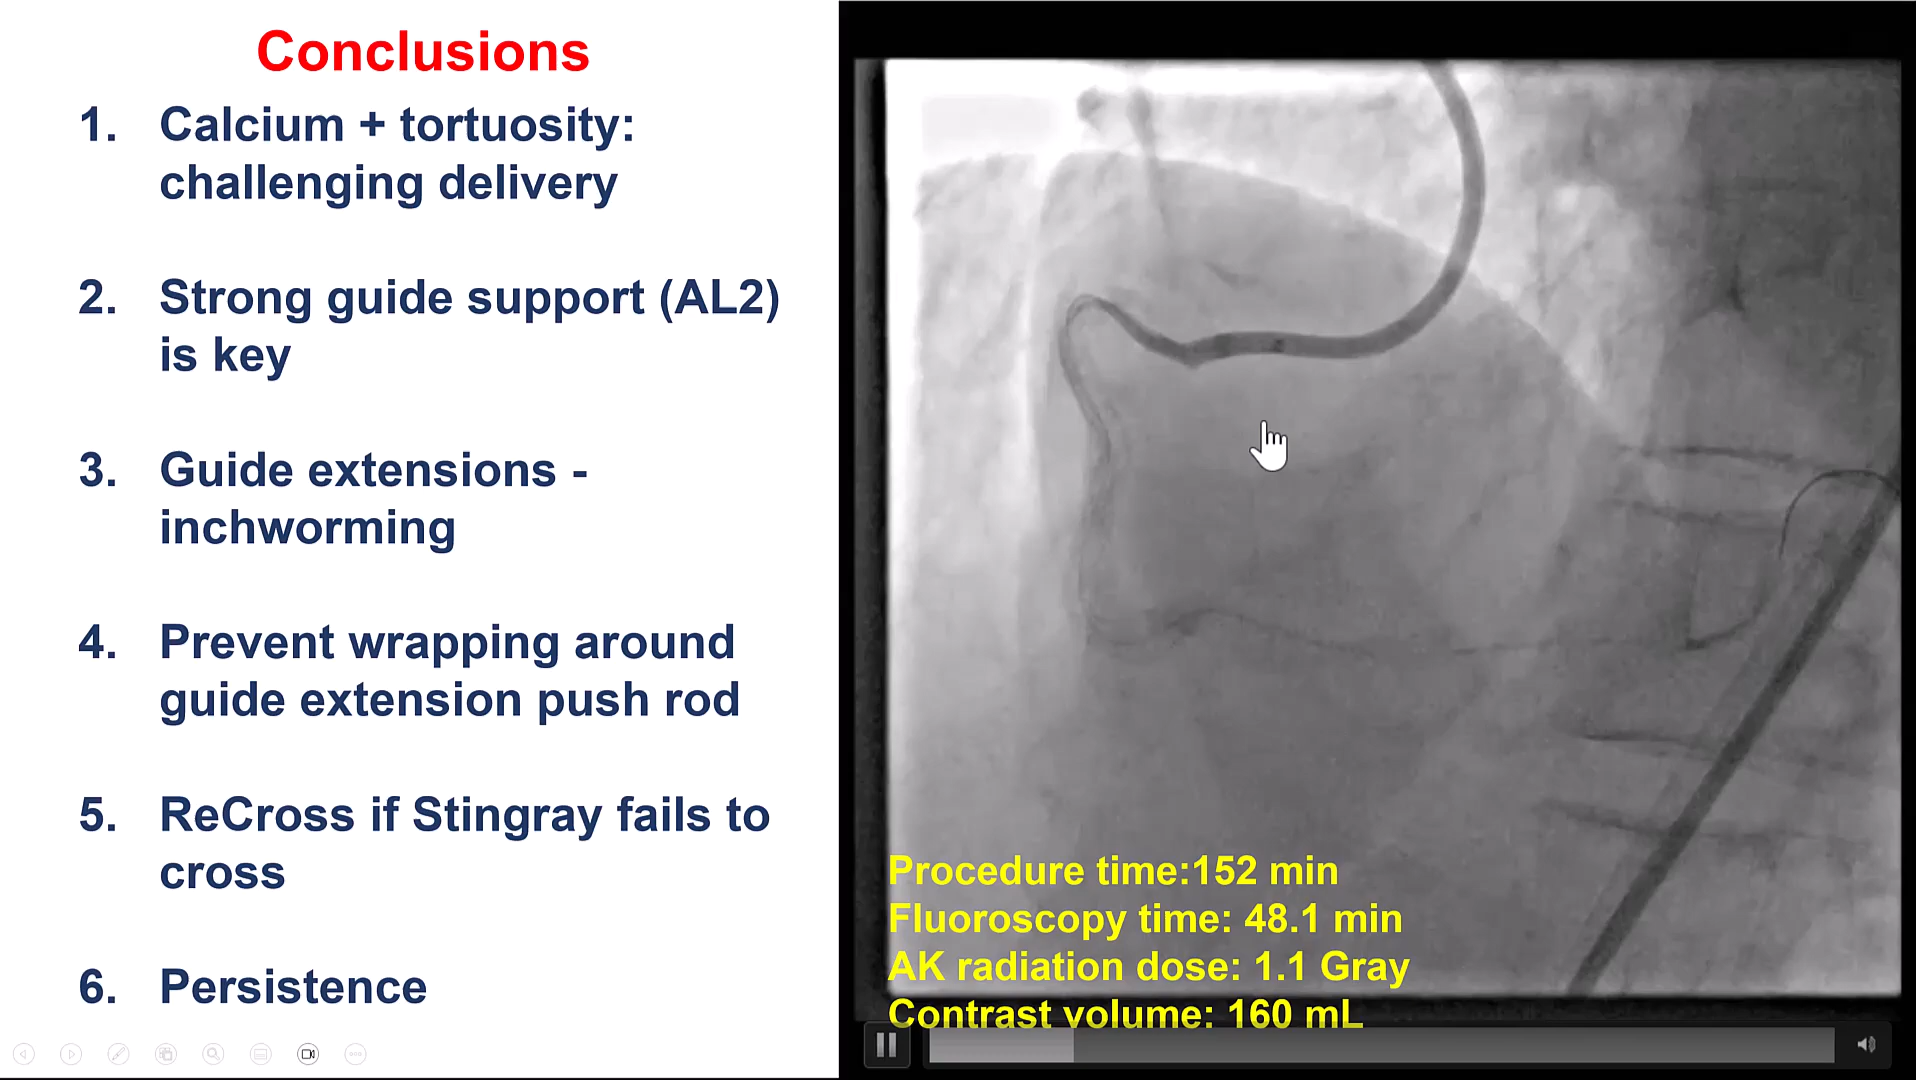 Conclusions
1. Calcium + tortuosity:
challenging delivery
2. Strong guide support (AL2)
is key
3. Guide extensions -
inchworming
4. Prevent wrapping around
guide extension push rod
5. ReCross if Stingray fails to
cross
6. Persistence
Procedure time:152 min
Fluoroscopy time: 48.1 min
AK radiation dose: 1.1 Gray
Contrast volume: 160 mL